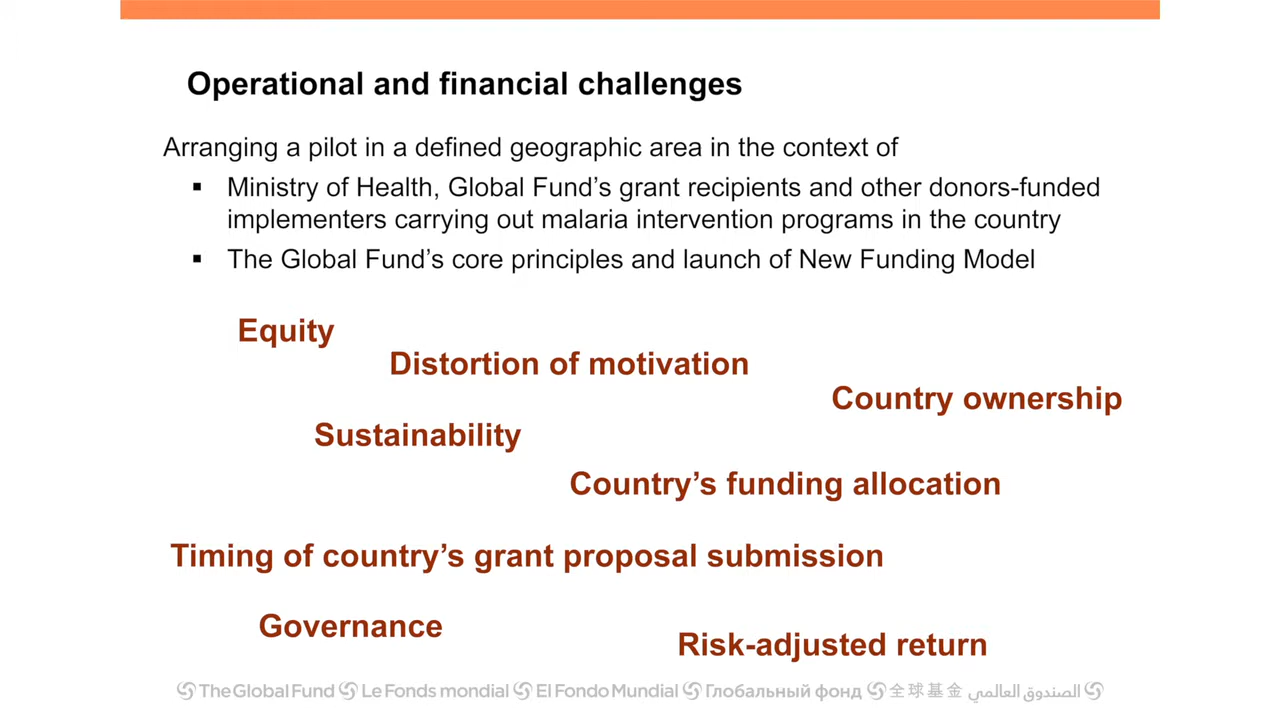 Operational and financial challenges
Arranging a pilot in a defined geographic area in the context of
▪ Ministry of Health, Global Fund’s grant recipients and other donors-funded
implementers carrying out malaria intervention programs in the country
▪ The Global Fund’s core principles and launch of New Funding Model
Equity
Distortion of motivation
Country ownership
Sustainability
Country’s funding allocation
Timing of country’s grant proposal submission
Governance
Risk-adjusted return
The Global Fund Le Fonds mondial El Fondo Mundial Глобальный фонд 全球基金 الصندوق العالمي